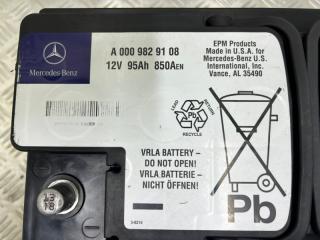 Mercedes-Benz
A 000 982 91 08
12V 95Ah 850AEN
EPM Products
Made in U.S.A. for
Mercedes-Benz U.S.
International, Inc.
Vance, AL 35490
LEAD
RETURN
RECYCLE
Pb
VRLA BATTERY -
DO NOT OPEN!
VRLA BATTERIE -
NICHT ÖFFNEN!
Pb